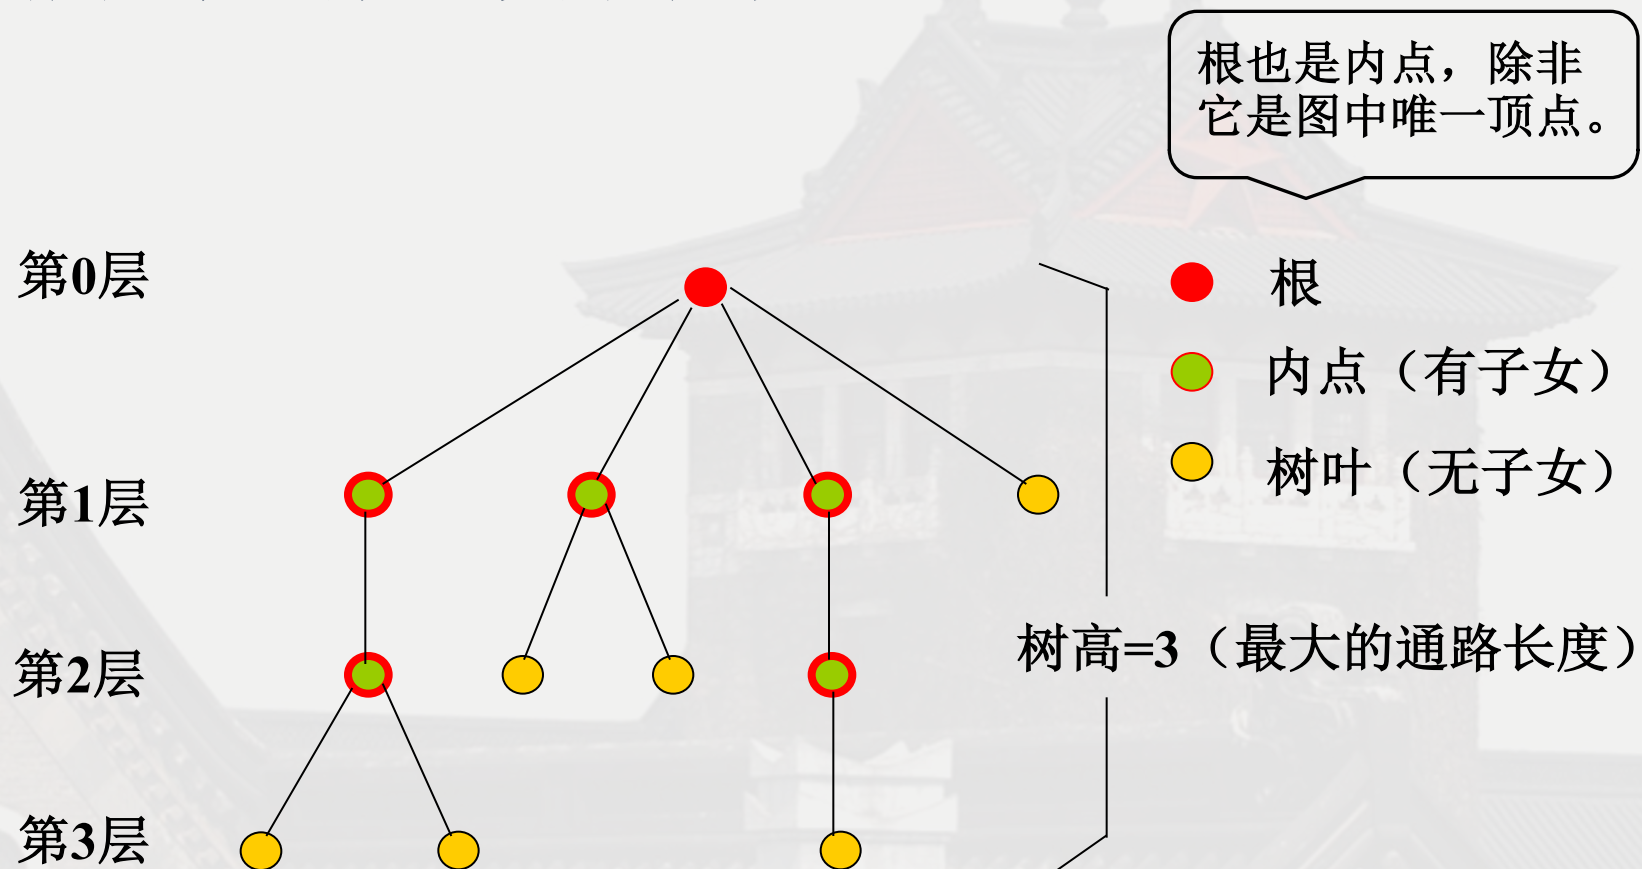 根也是内点，除非
它是图中唯一顶点。
第0层
根
内点（有子女）
树叶（无子女）
第1层
树高=3（最大的通路长度）
第2层
第3层